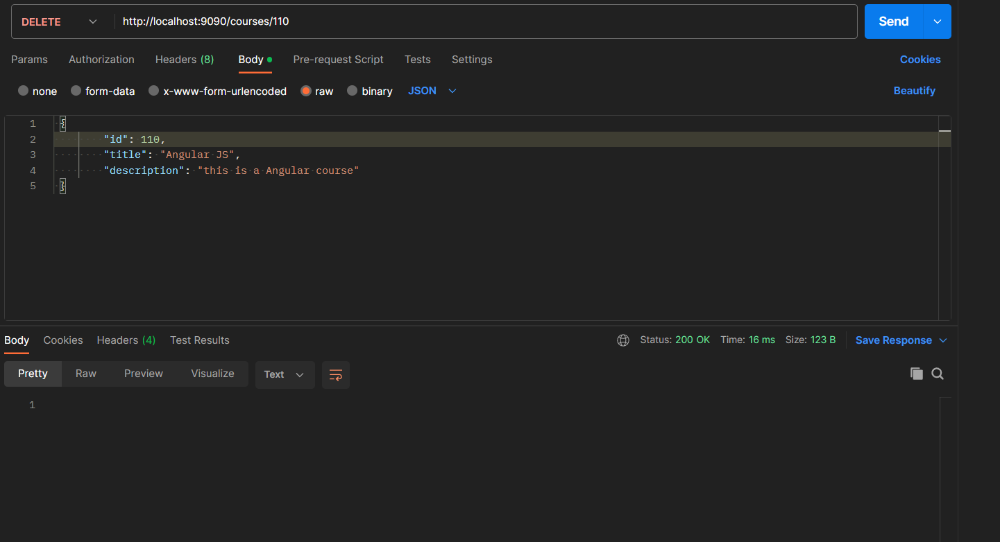 DELETE http://localhost:9090/courses/110 Send
Params Authorization Headers (8) Body Pre-request Script Tests Settings Cookies
none form-data x-www-form-urlencoded raw binary JSON Beautify
1 {
2 "id": 110,
3 "title": "Angular JS",
4 "description": "this is a Angular course"
5 }
Body Cookies Headers (4) Test Results Status: 200 OK Time: 16 ms Size: 123 B Save Response
Pretty Raw Preview Visualize Text
1